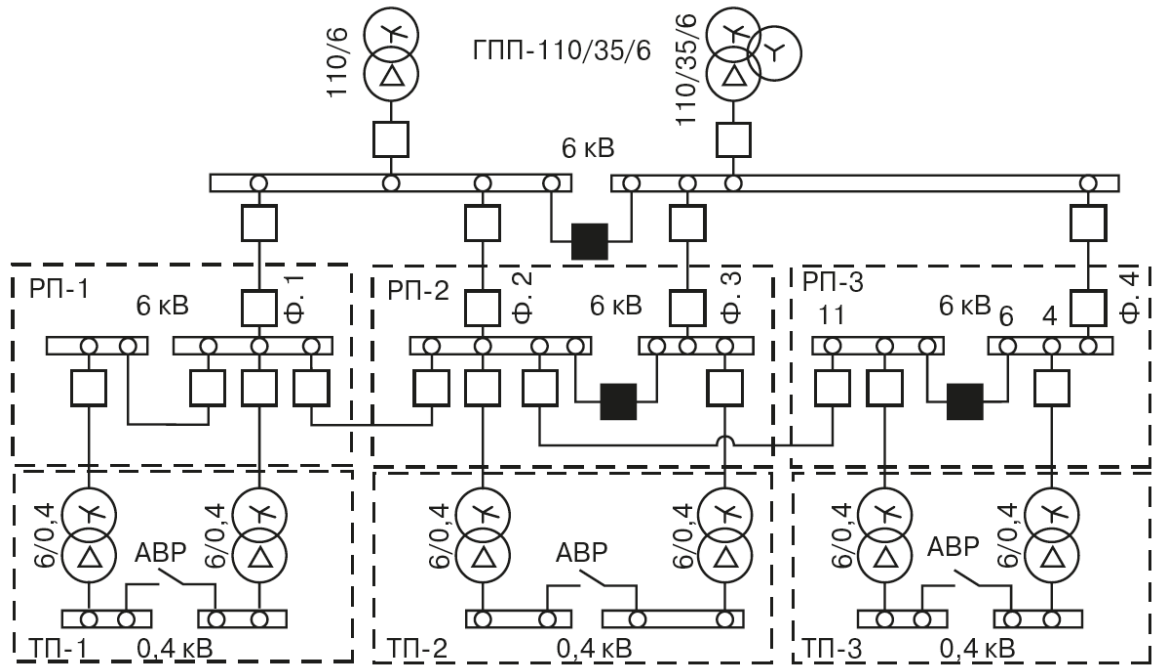 110/6
ГПП-110/35/6
110/35/6
6 кВ
РП-1
6 кВ
Ф. 1
РП-2
Ф. 2
6 кВ
Ф. 3
РП-3
11
6 кВ
6
4
Ф. 4
6/0,4
АВР
6/0,4
6/0,4
АВР
6/0,4
6/0,4
АВР
6/0,4
ТП-1
0,4 кВ
ТП-2
0,4 кВ
ТП-3
0,4 кВ